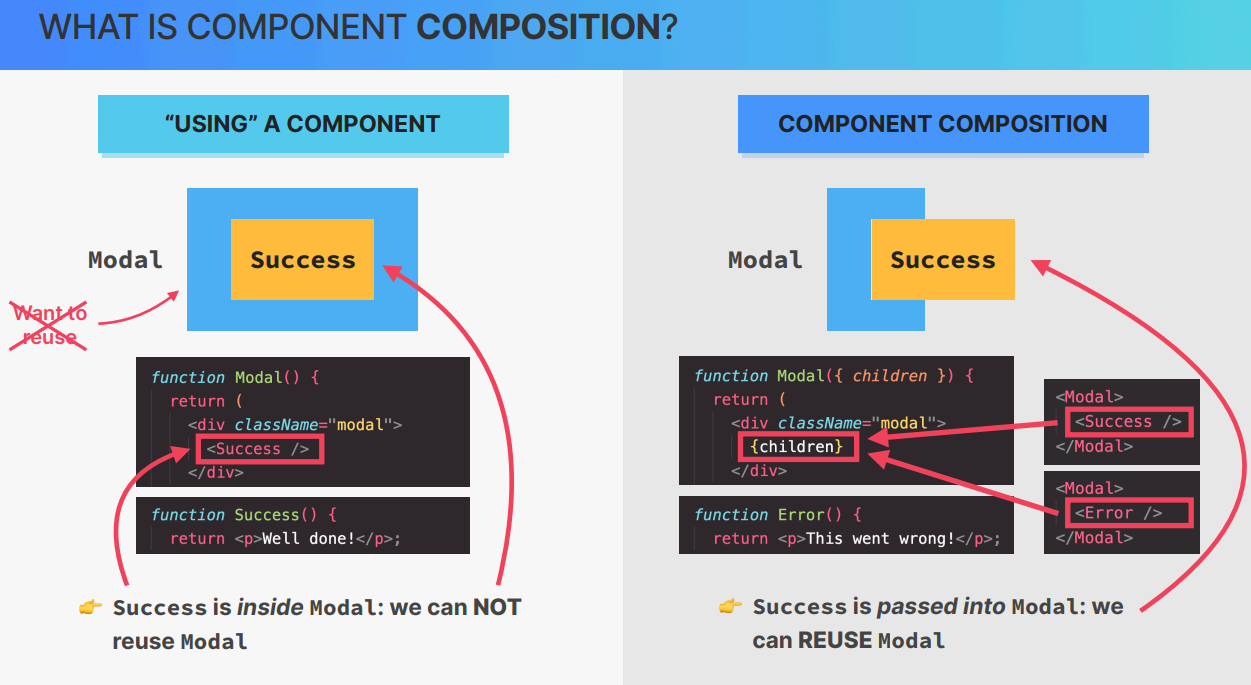 WHAT IS COMPONENT COMPOSITION?
“USING” A COMPONENT
Modal
Success
Want to
reuse
function Modal() {
return (
<div className="modal">
<Success />
</div>
function Success() {
return <p>Well done!</p>;
👉 Success is inside Modal: we can NOT
reuse Modal
COMPONENT COMPOSITION
Modal
Success
function Modal({ children }) {
return (
<div className="modal">
{children}
</div>
function Error() {
return <p>This went wrong!</p>;
<Modal>
<Success />
</Modal>
<Modal>
<Error />
</Modal>
👉 Success is passed into Modal: we
can REUSE Modal